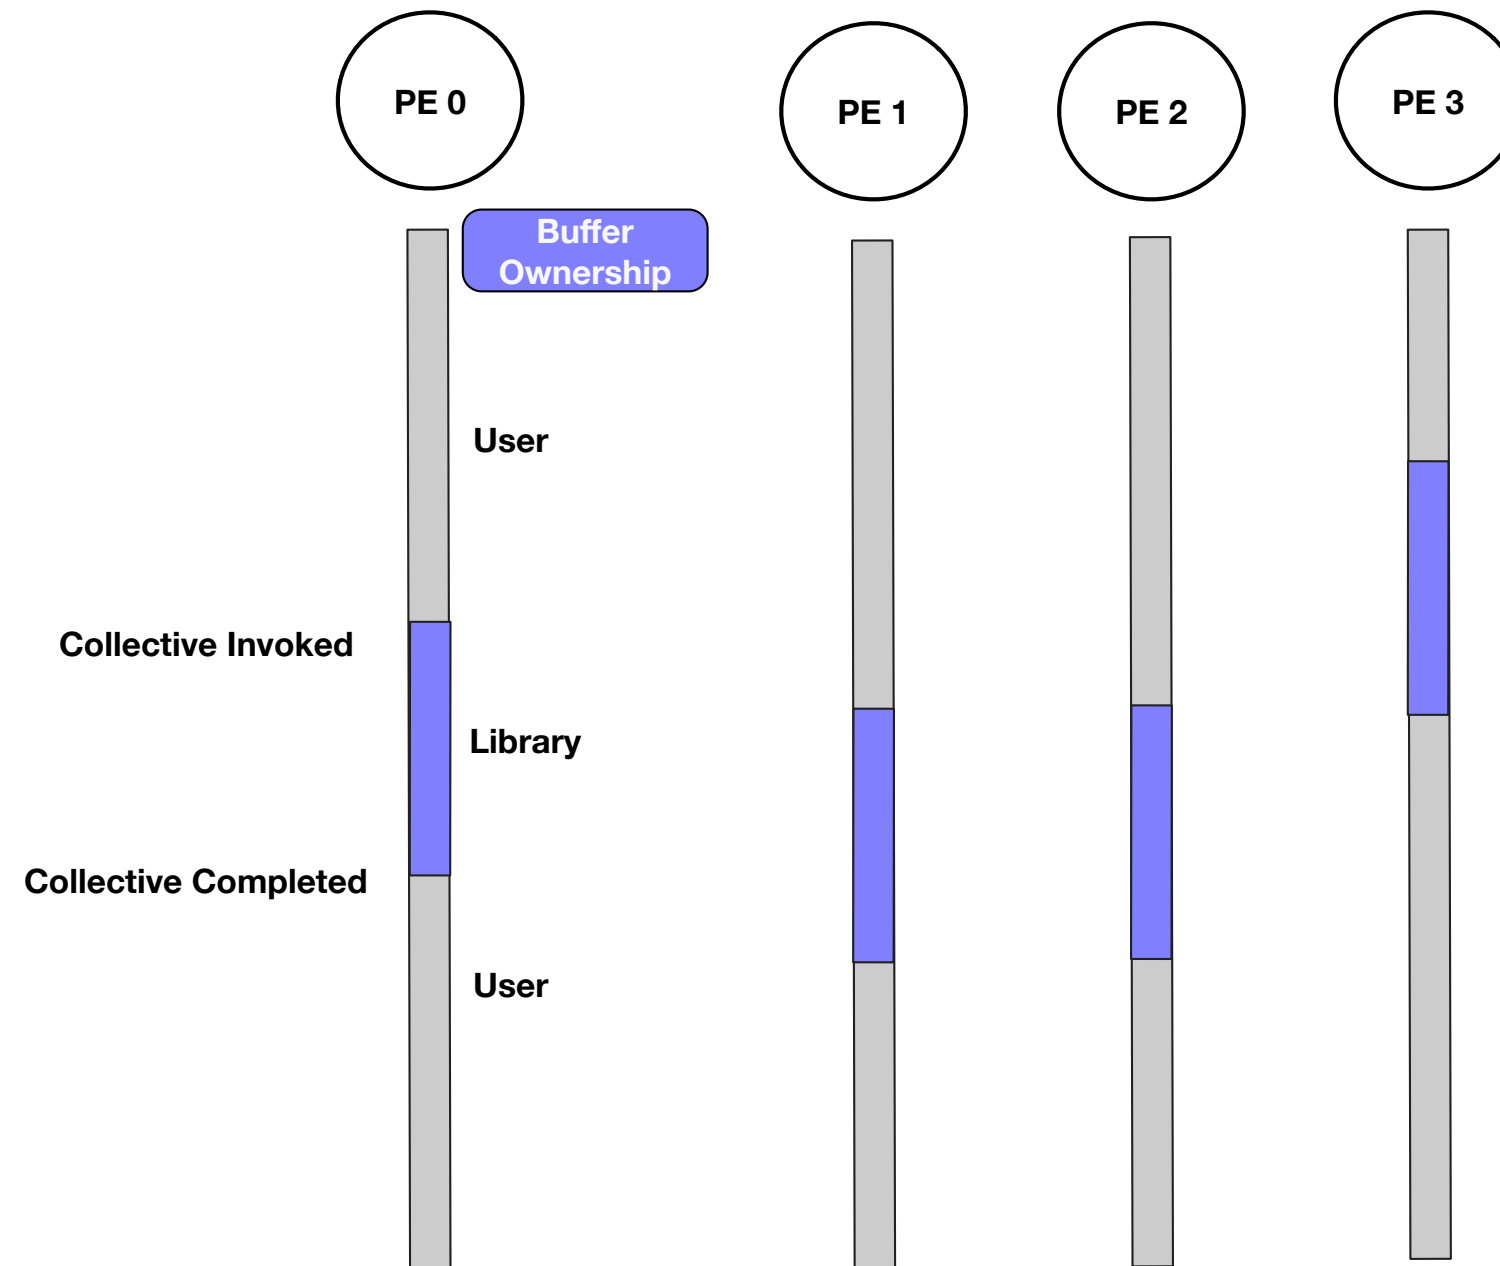 PE 0
PE 1
PE 2
PE 3
Buffer
Ownership
User
Collective Invoked
Library
Collective Completed
User